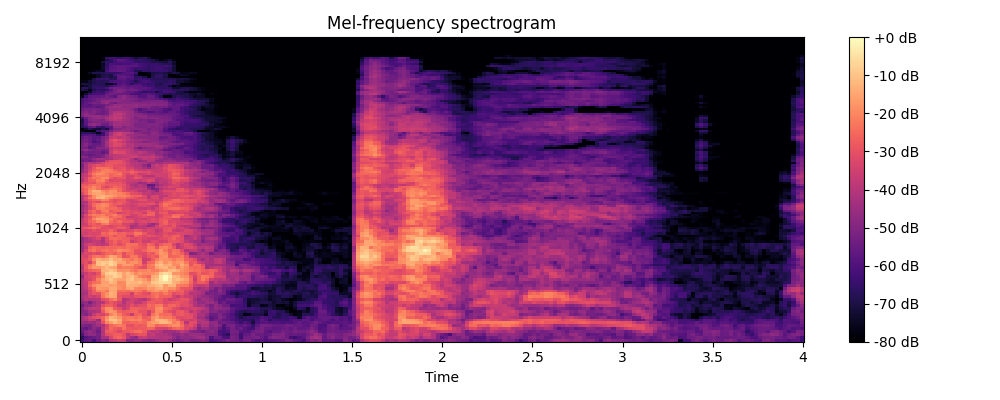 Mel-frequency spectrogram
Hz
8192
4096
2048
1024
512
0
0 0.5 1 1.5 2 2.5 3 3.5 4
Time
+0 dB
-10 dB
-20 dB
-30 dB
-40 dB
-50 dB
-60 dB
-70 dB
-80 dB